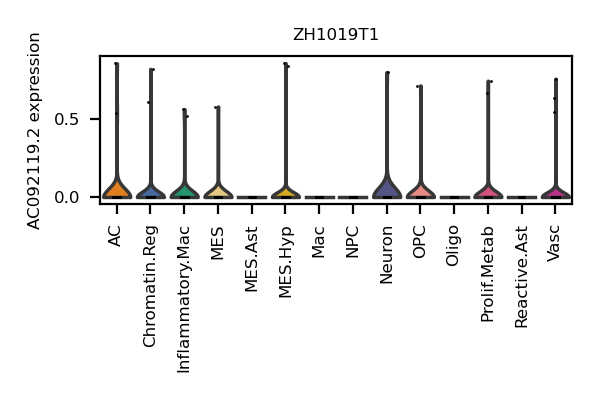 ZH1019T1
AC092119.2 expression
0.5
0.0
AC
Chromatin.Reg
Inflammatory.Mac
MES
MES.Ast
MES.Hyp
Mac
NPC
Neuron
OPC
Oligo
Prolif.Metab
Reactive.Ast
Vasc